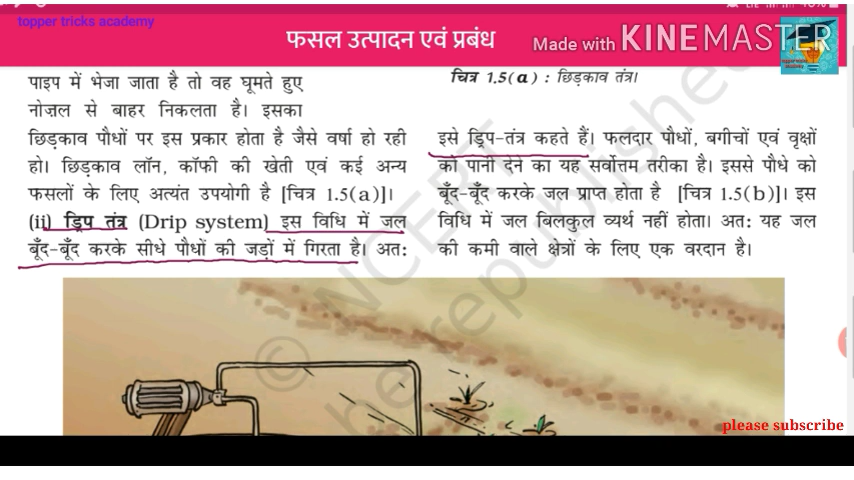 topper tricks academy
फसल उत्पादन एवं प्रबंध
Made with KINEMASTER
पाइप में भेजा जाता है तो वह घूमते हुए
नोज़ल से बाहर निकलता है। इसका
छिड़काव पौधों पर इस प्रकार होता है जैसे वर्षा हो रही
हो। छिड़काव लॉन, कॉफी की खेती एवं कई अन्य
फसलों के लिए अत्यंत उपयोगी है [चित्र 1.5(a)]।
(ii) ड्रिप तंत्र (Drip system) इस विधि में जल
बूँद-बूँद करके सीधे पौधों की जड़ों में गिरता है। अत:
चित्र 1.5(a) : छिड़काव तंत्र।
इसे ड्रिप-तंत्र कहते हैं। फलदार पौधों, बगीचों एवं वृक्षों
को पानी देने का यह सर्वोत्तम तरीका है। इससे पौधे को
बूँद-बूँद करके जल प्राप्त होता है [चित्र 1.5(b)]। इस
विधि में जल बिलकुल व्यर्थ नहीं होता। अत: यह जल
की कमी वाले क्षेत्रों के लिए एक वरदान है।
© NCERT
republished
please subscribe